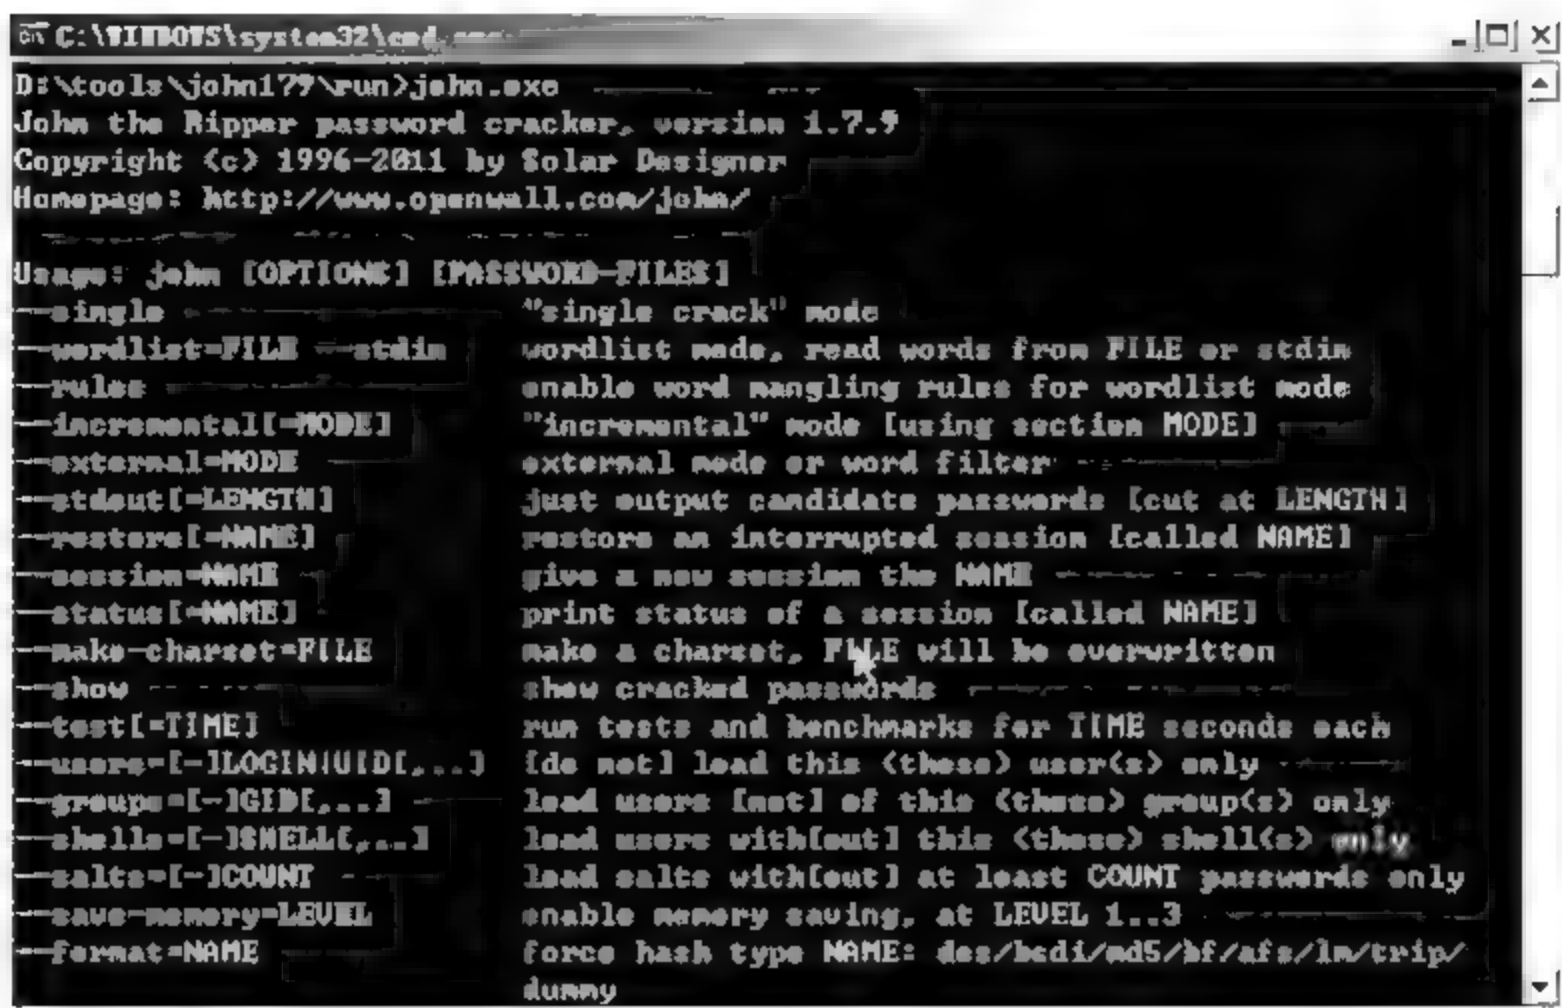 C:\WINDOWS\system32\cmd.exe
D:\tools\john179\run>john.exe
John the Ripper password cracker, version 1.7.9
Copyright (c) 1996-2011 by Solar Designer
Homepage: http://www.openwall.com/john/
Usage: john [OPTIONS] [PASSWORD-FILES]
--single "single crack" mode
--wordlist=FILE --stdin wordlist mode, read words from FILE or stdin
--rules enable word mangling rules for wordlist mode
--incremental[=MODE] "incremental" mode [using section MODE]
--external=MODE external mode or word filter
--stdout[=LENGTH] just output candidate passwords [cut at LENGTH]
--restore[=NAME] restore an interrupted session [called NAME]
--session=NAME give a new session the NAME
--status[=NAME] print status of a session [called NAME]
--make-charset=FILE make a charset, FILE will be overwritten
--show show cracked passwords
--test[=TIME] run tests and benchmarks for TIME seconds each
--users=[-]LOGIN|UID[,...] [do not] load this (these) user(s) only
--groups=[-]GID[,...] load users [not] of this (these) group(s) only
--shells=[-]SHELL[,...] load users with[out] this (these) shell(s) only
--salts=[-]COUNT load salts with[out] at least COUNT passwords only
--save-memory=LEVEL enable memory saving, at LEVEL 1..3
--format=NAME force hash type NAME: des/bsdi/md5/bf/afs/lm/trip/
dummy